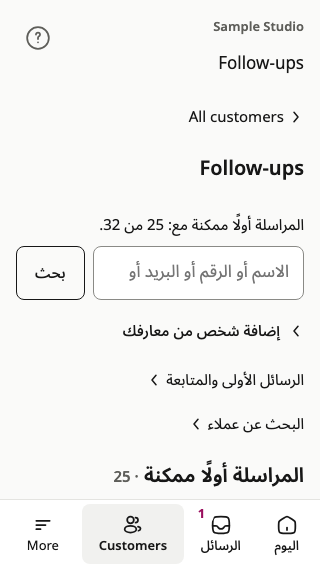 Sample Studio
Follow-ups
All customers
Follow-ups
المراسلة أولًا ممكنة مع: 25 من 32.
الاسم أو الرقم أو البريد أو
بحث
إضافة شخص من معارفك
الرسائل الأولى والمتابعة
البحث عن عملاء
المراسلة أولًا ممكنة · 25
اليوم
الرسائل 1
Customers
More